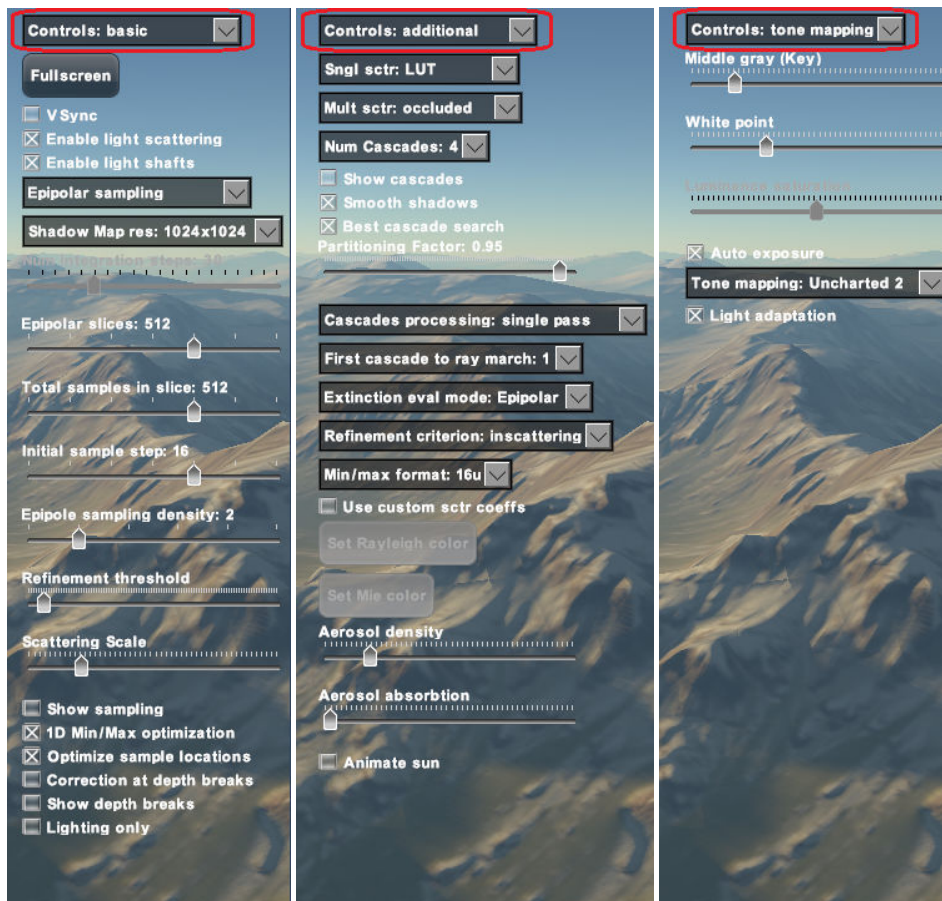 Controls: basic
Fullscreen
VSync
Enable light scattering
Enable light shafts
Epipolar sampling
Shadow Map res: 1024x1024
Num integration steps: 30
Epipolar slices: 512
Total samples in slice: 512
Initial sample step: 16
Epipole sampling density: 2
Refinement threshold
Scattering Scale
Show sampling
1D Min/Max optimization
Optimize sample locations
Correction at depth breaks
Show depth breaks
Lighting only
Controls: additional
Sngl sctr: LUT
Mult sctr: occluded
Num Cascades: 4
Show cascades
Smooth shadows
Best cascade search
Partitioning Factor: 0.95
Cascades processing: single pass
First cascade to ray march: 1
Extinction eval mode: Epipolar
Refinement criterion: inscattering
Min/max format: 16u
Use custom sctr coeffs
Set Rayleigh color
Set Mie color
Aerosol density
Aerosol absorbtion
Animate sun
Controls: tone mapping
Middle gray (Key)
White point
Luminance saturation
Auto exposure
Tone mapping: Uncharted 2
Light adaptation